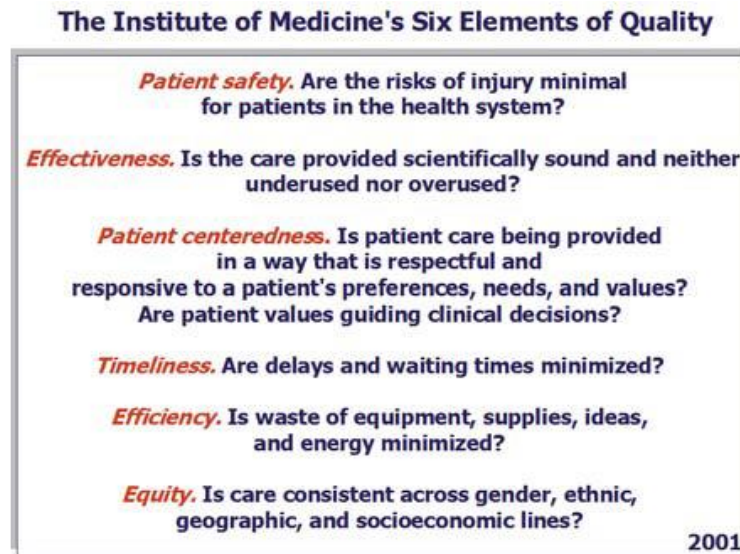 The Institute of Medicine's Six Elements of Quality
Patient safety. Are the risks of injury minimal
for patients in the health system?
Effectiveness. Is the care provided scientifically sound and neither
underused nor overused?
Patient centeredness. Is patient care being provided
in a way that is respectful and
responsive to a patient's preferences, needs, and values?
Are patient values guiding clinical decisions?
Timeliness. Are delays and waiting times minimized?
Efficiency. Is waste of equipment, supplies, ideas,
and energy minimized?
Equity. Is care consistent across gender, ethnic,
geographic, and socioeconomic lines?
2001